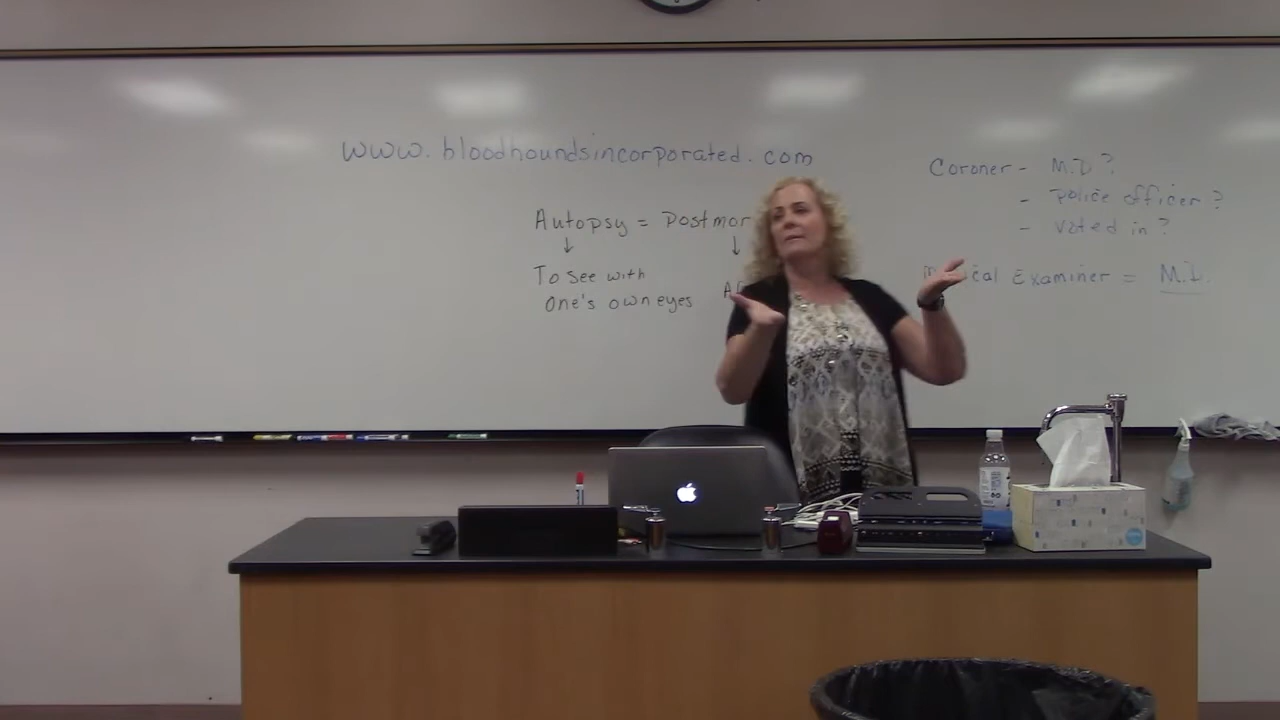 www.bloodhoundsincorporated.com
Autopsy = Postmor
↓ ↓
To see with
one's own eyes
Coroner - M.D?
- Police officer?
- voted in?
Examiner = M.D.